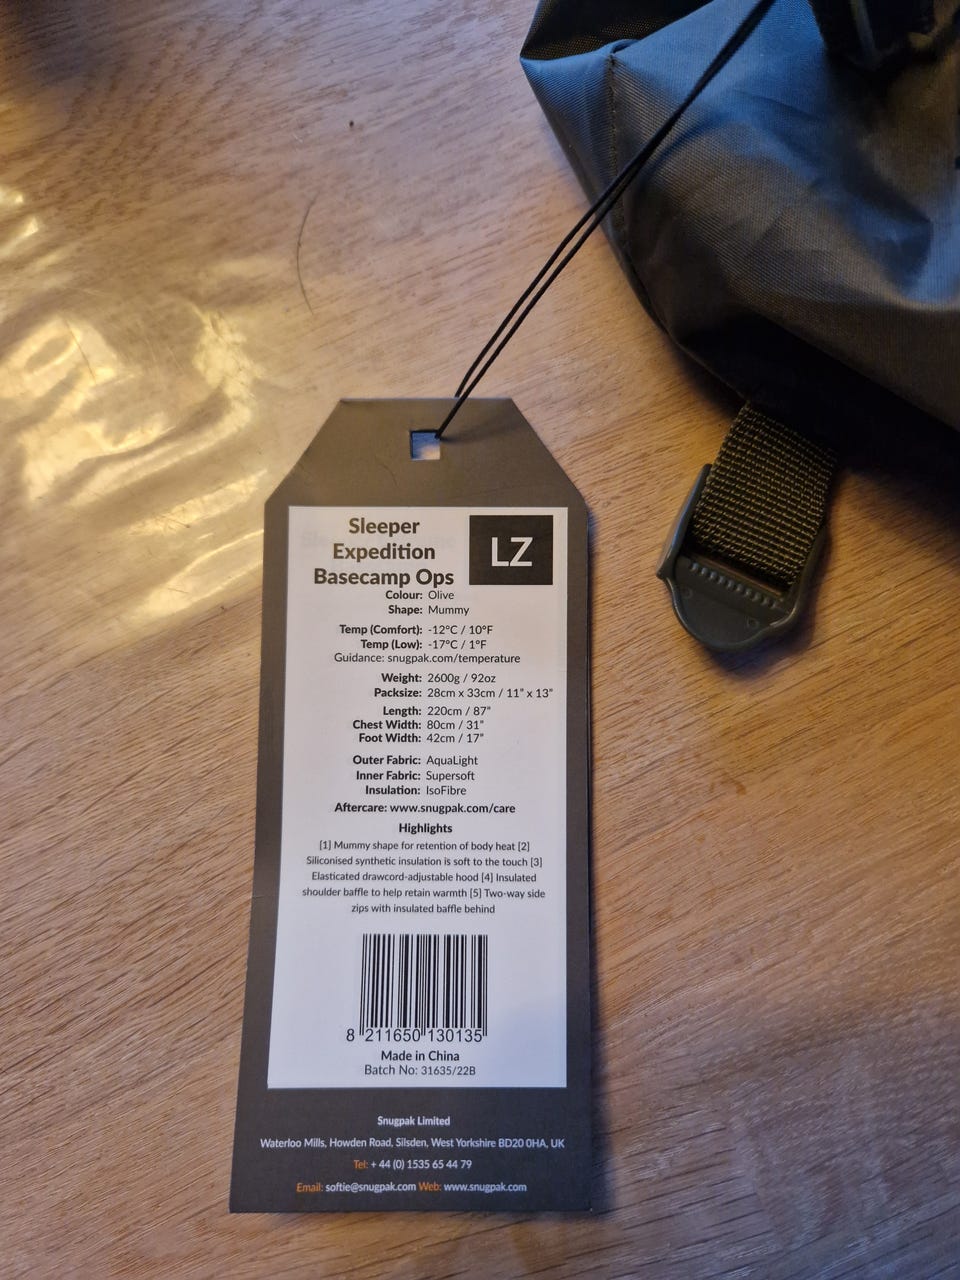 Sleeper
Expedition
Basecamp Ops
LZ
Colour: Olive
Shape: Mummy
Temp (Comfort): -12°C / 10°F
Temp (Low): -17°C / 1°F
Guidance: snugpak.com/temperature
Weight: 2600g / 92oz
Packsize: 28cm x 33cm / 11" x 13"
Length: 220cm / 87"
Chest Width: 80cm / 31"
Foot Width: 42cm / 17"
Outer Fabric: AquaLight
Inner Fabric: Supersoft
Insulation: IsoFibre
Aftercare: www.snugpak.com/care
Highlights
[1] Mummy shape for retention of body heat [2]
Siliconised synthetic insulation is soft to the touch [3]
Elasticated drawcord-adjustable hood [4] Insulated
shoulder baffle to help retain warmth [5] Two-way side
zips with insulated baffle behind
8 211650 130135
Made in China
Batch No: 31635/22B
Snugpak Limited
Waterloo Mills, Howden Road, Silsden, West Yorkshire BD20 0HA, UK
Tel: + 44 (0) 1535 65 44 79
Email: softie@snugpak.com Web: www.snugpak.com